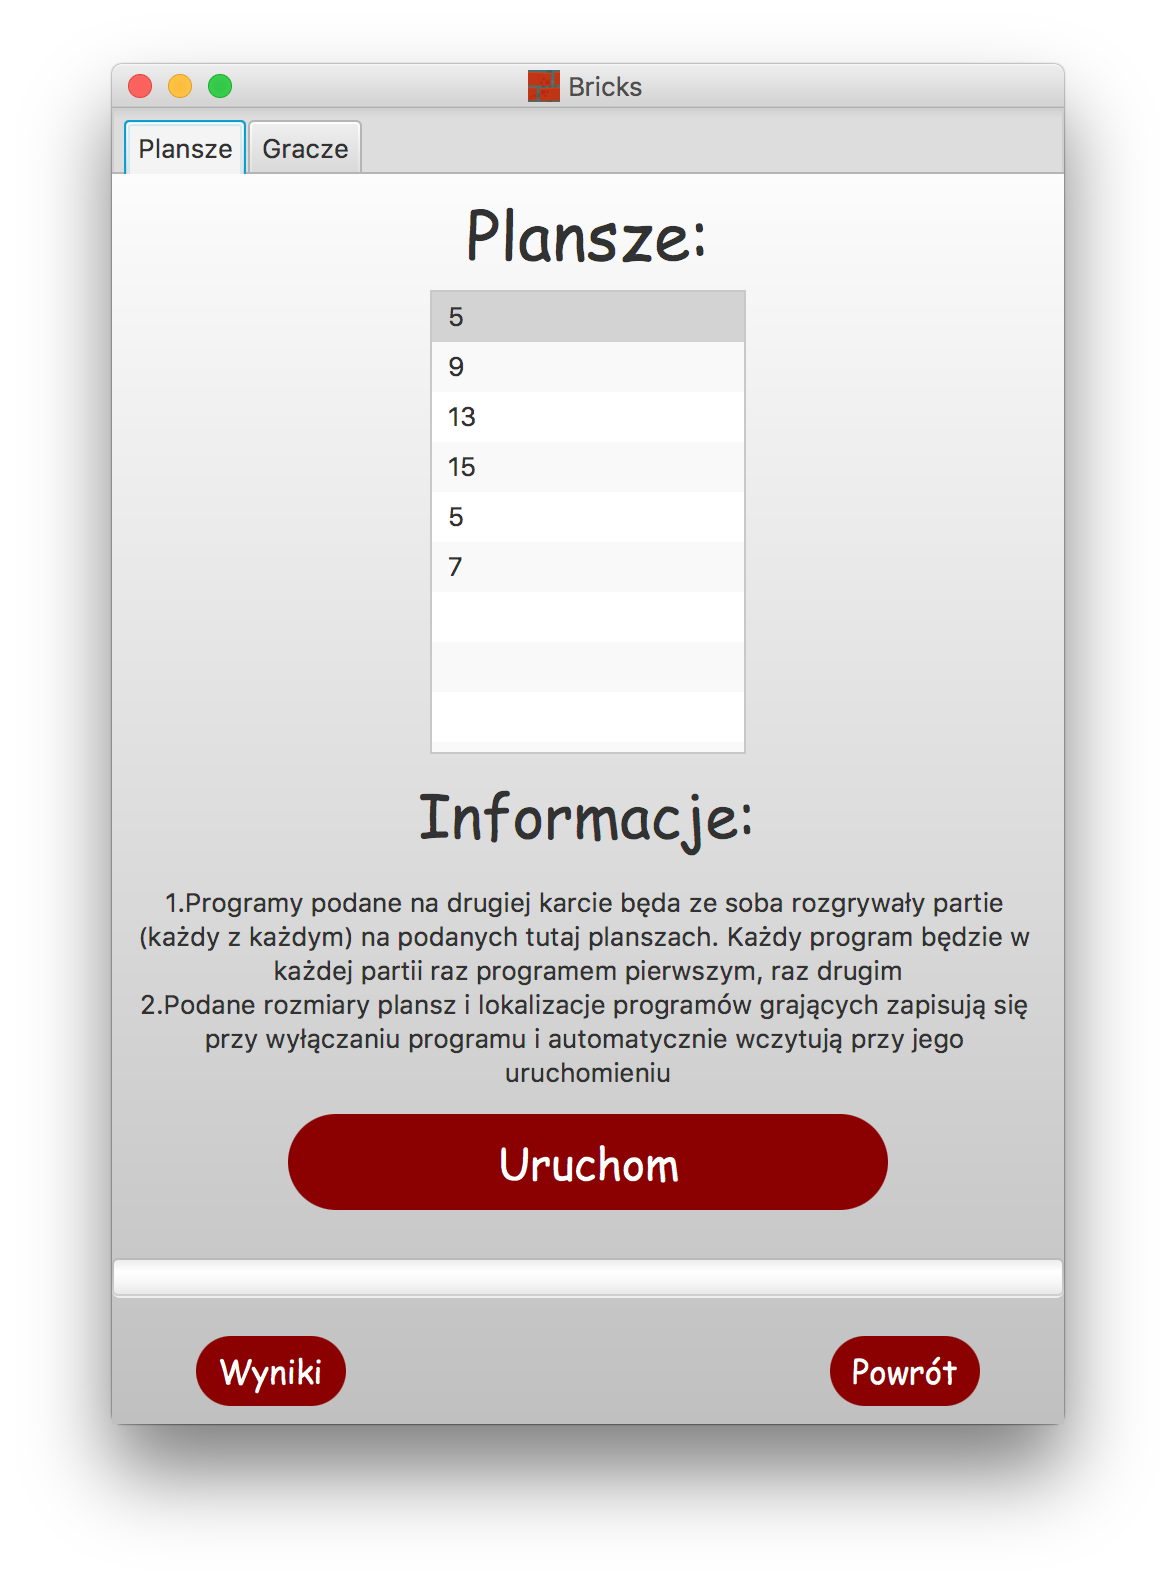 Bricks
Plansze Gracze
Plansze:
5
9
13
15
5
7
Informacje:
1.Programy podane na drugiej karcie będa ze soba rozgrywały partie
(każdy z każdym) na podanych tutaj planszach. Każdy program będzie w
każdej partii raz programem pierwszym, raz drugim
2.Podane rozmiary plansz i lokalizacje programów grających zapisują się
przy wyłączaniu programu i automatycznie wczytują przy jego
uruchomieniu
Uruchom
Wyniki Powrót